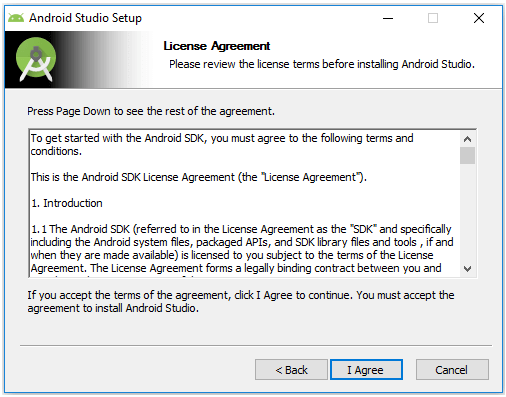 Android Studio Setup
License Agreement
Please review the license terms before installing Android Studio.
Press Page Down to see the rest of the agreement.
To get started with the Android SDK, you must agree to the following terms and
conditions.
This is the Android SDK License Agreement (the "License Agreement").
1. Introduction
1.1 The Android SDK (referred to in the License Agreement as the "SDK" and specifically
including the Android system files, packaged APIs, and SDK library files and tools , if and
when they are made available) is licensed to you subject to the terms of the License
Agreement. The License Agreement forms a legally binding contract between you and
If you accept the terms of the agreement, click I Agree to continue. You must accept the
agreement to install Android Studio.
< Back
I Agree
Cancel